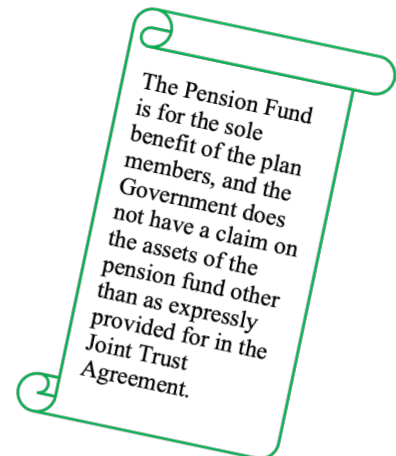 The Pension Fund
is for the sole
benefit of the plan
members, and the
Government does
not have a claim on
the assets of the
pension fund other
than as expressly
provided for in the
Joint Trust
Agreement.